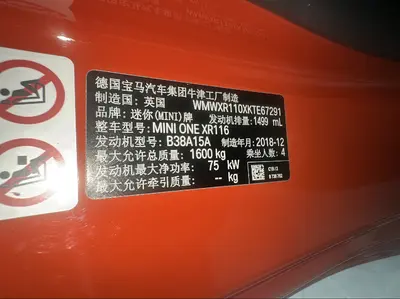 德国宝马汽车集团牛津工厂制造
制造国: 英国 WMWXR110XKTE67291
品牌: 迷你(MINI)牌 发动机排量: 1499 mL
整车型号: MINI ONE XR116
发动机型号: B38A15A 制造年月: 2018-12
最大允许总质量: 1600 kg 乘坐人数: 4
发动机最大净功率: 75 kW
最大允许牵引质量: -- kg